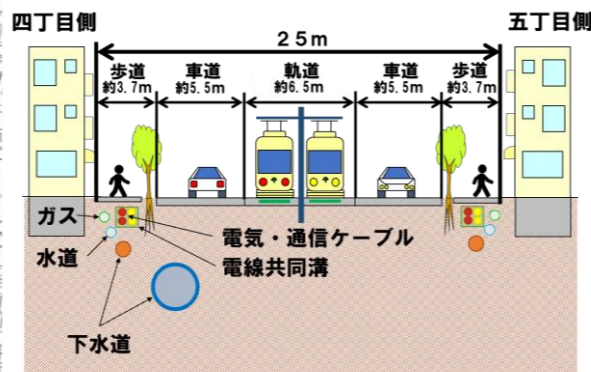 四丁目側
五丁目側
25m
歩道
約3.7m
車道
約5.5m
軌道
約6.5m
車道
約5.5m
歩道
約3.7m
ガス
水道
電気・通信ケーブル
電線共同溝
下水道